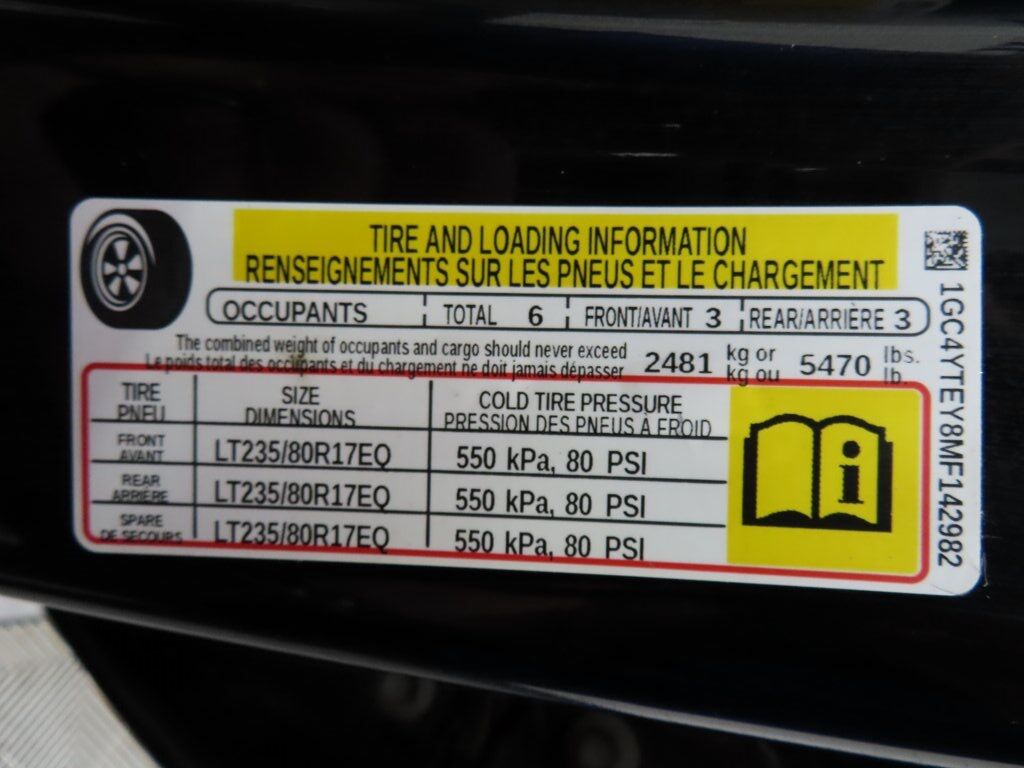 TIRE AND LOADING INFORMATION
RENSEIGNEMENTS SUR LES PNEUS ET LE CHARGEMENT
OCCUPANTS TOTAL 6 FRONT/AVANT 3 REAR/ARRIÈRE 3
The combined weight of occupants and cargo should never exceed 2481 kg or 5470 lbs.
Le poids total des occupants et du chargement ne doit jamais dépasser kg ou lb.
TIRE SIZE COLD TIRE PRESSURE
PNEU DIMENSIONS PRESSION DES PNEUS A FROID
FRONT
AVANT LT235/80R17EQ 550 kPa, 80 PSI
REAR
ARRIÈRE LT235/80R17EQ 550 kPa, 80 PSI
SPARE
DE SECOURS LT235/80R17EQ 550 kPa, 80 PSI
i
1GC4YTEY8MF142982